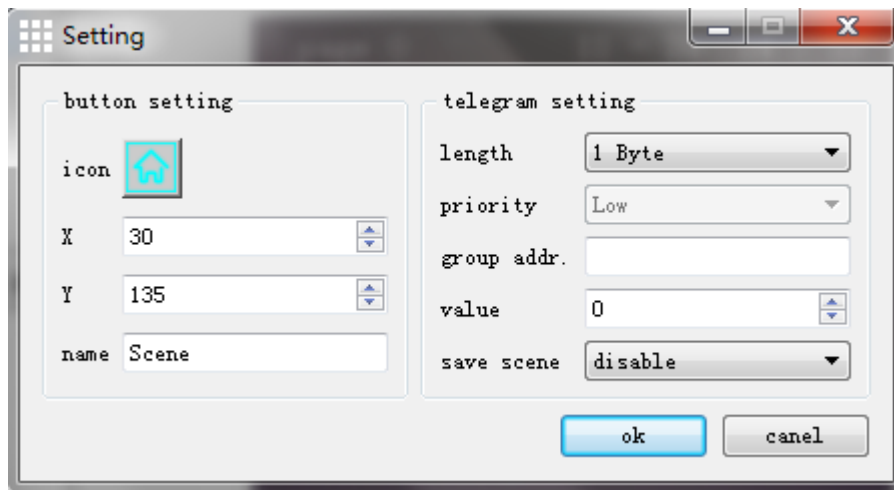 Setting
button setting
icon
X 30
Y 135
name Scene
telegram setting
length 1 Byte
priority Low
group addr.
value 0
save scene disable
ok canel